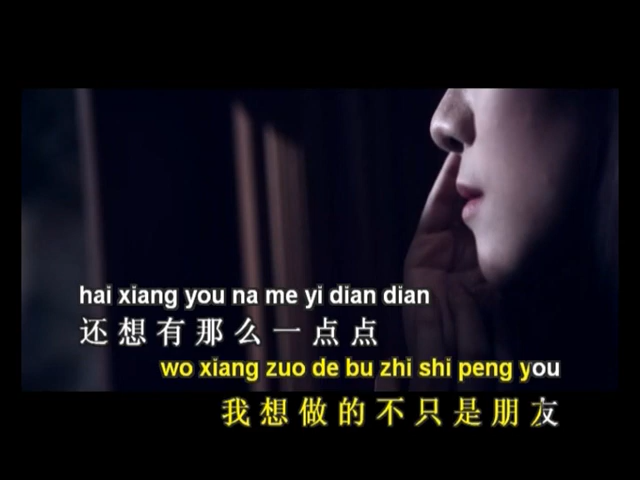 hai xiang you na me yi dian dian
还想有那么一点点
wo xiang zuo de bu zhi shi peng you
我想做的不只是朋友